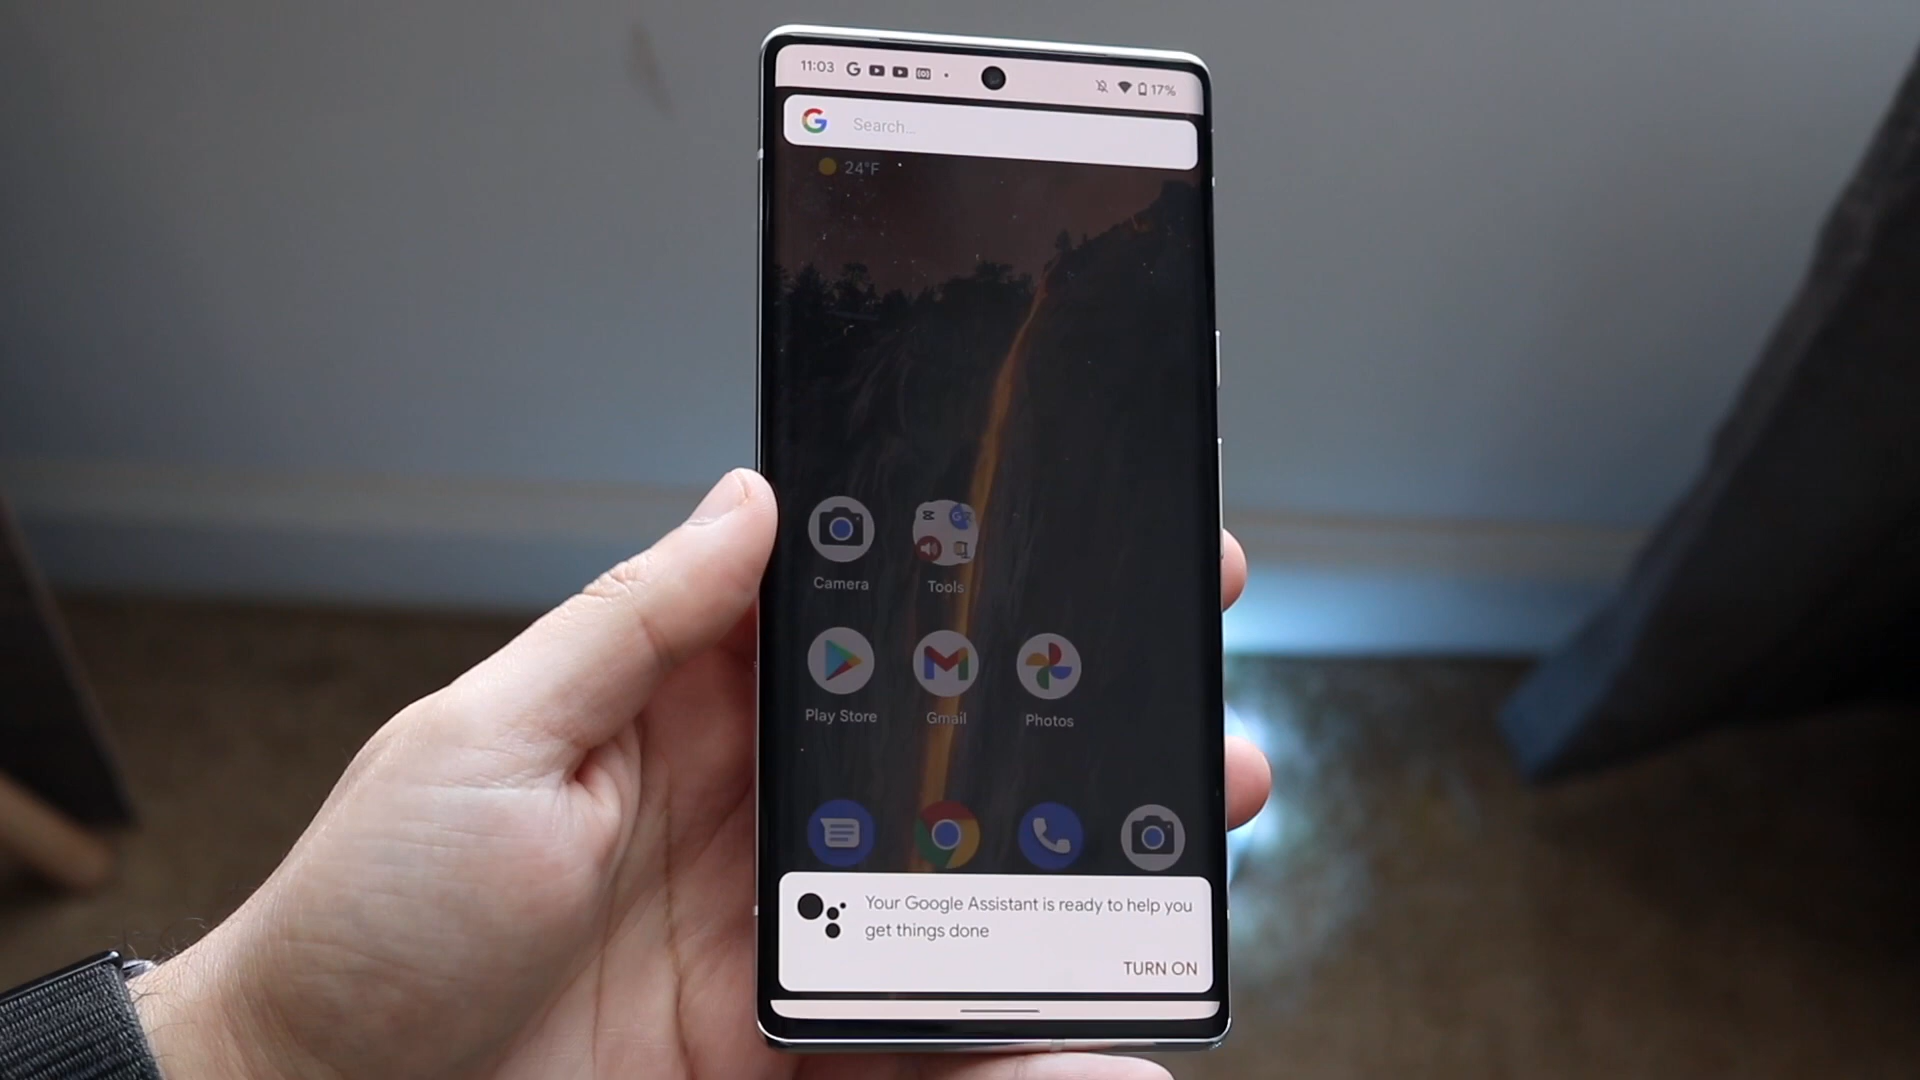 11:03 17%
Search...
24°F
Camera Tools
Play Store Gmail Photos
Your Google Assistant is ready to help you
get things done
TURN ON